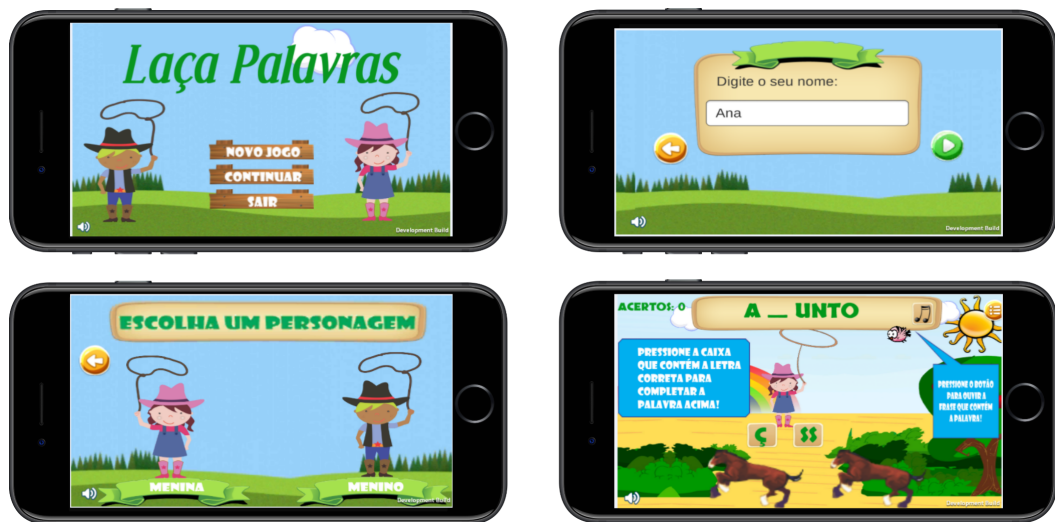 Laça Palavras
NOVO JOGO
CONTINUAR
SAIR
Development Build
Digite o seu nome:
Ana
Development Build
ESCOLHA UM PERSONAGEM
MENINA
MENINO
Development Build
ACERTOS: 0
A __ UNTO
PRESSIONE A CAIXA
QUE CONTÉM A LETRA
CORRETA PARA
COMPLETAR A
PALAVRA ACIMA!
PRESSIONE O BOTÃO
PARA OUVIR A
FRASE QUE CONTÉM
A PALAVRA!
Ç
SS
Development Build